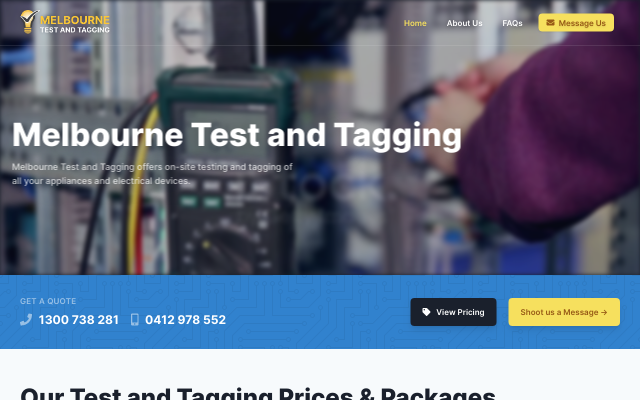 MELBOURNE
TEST AND TAGGING
Home
About Us
FAQs
Message Us
Melbourne Test and Tagging
Melbourne Test and Tagging offers on-site testing and tagging of
all your appliances and electrical devices.
GET A QUOTE
1300 738 281
0412 978 552
View Pricing
Shoot us a Message →
Our Test and Tagging Prices & Packages